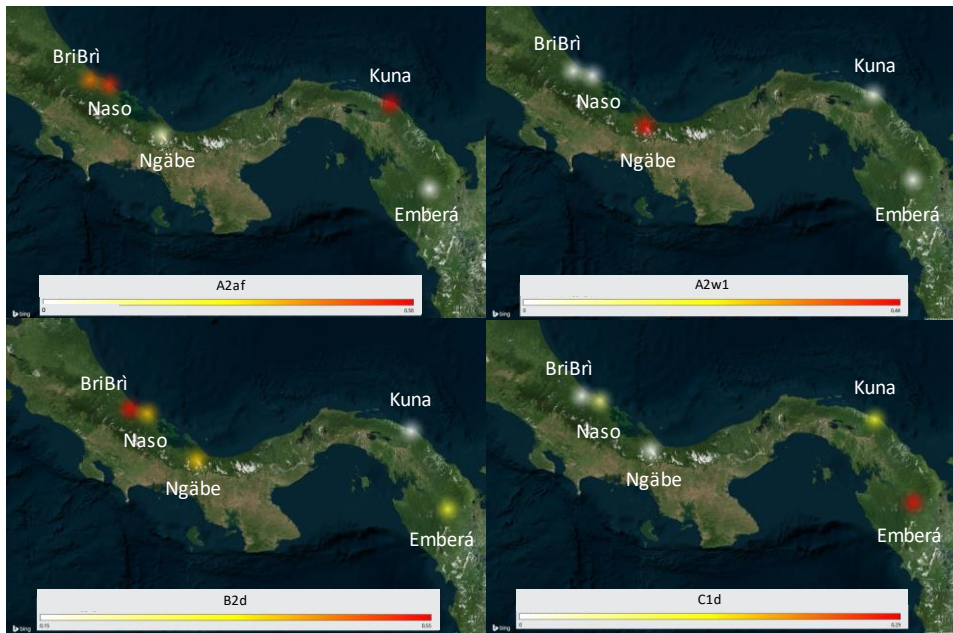 BriBrì
Kuna
Naso
Ngäbe
Emberá
A2af
0
0.58
bing
BriBrì
Kuna
Naso
Ngäbe
Emberá
A2w1
0
bing
BriBrì
Kuna
Naso
Ngäbe
Emberá
B2d
0.15
0.55
bing
BriBrì
Kuna
Naso
Ngäbe
Emberá
C1d
0
0.29
bing